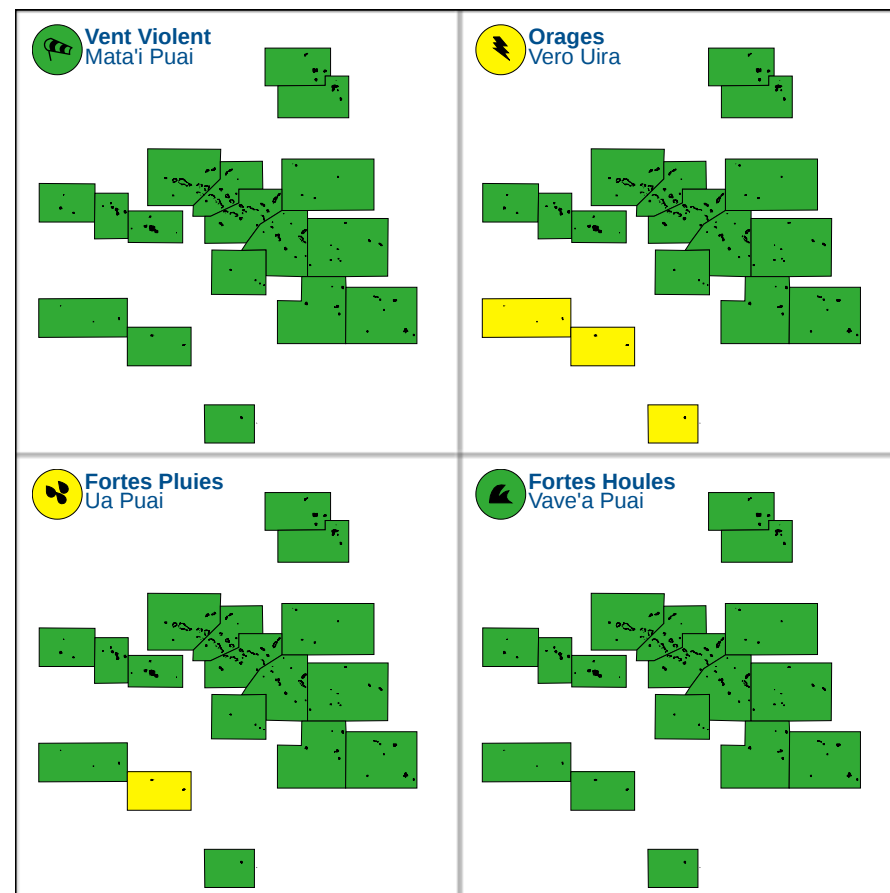 Vent Violent
Mata'i Puai
Orages
Vero Uira
Fortes Pluies
Ua Puai
Fortes Houles
Vave'a Puai